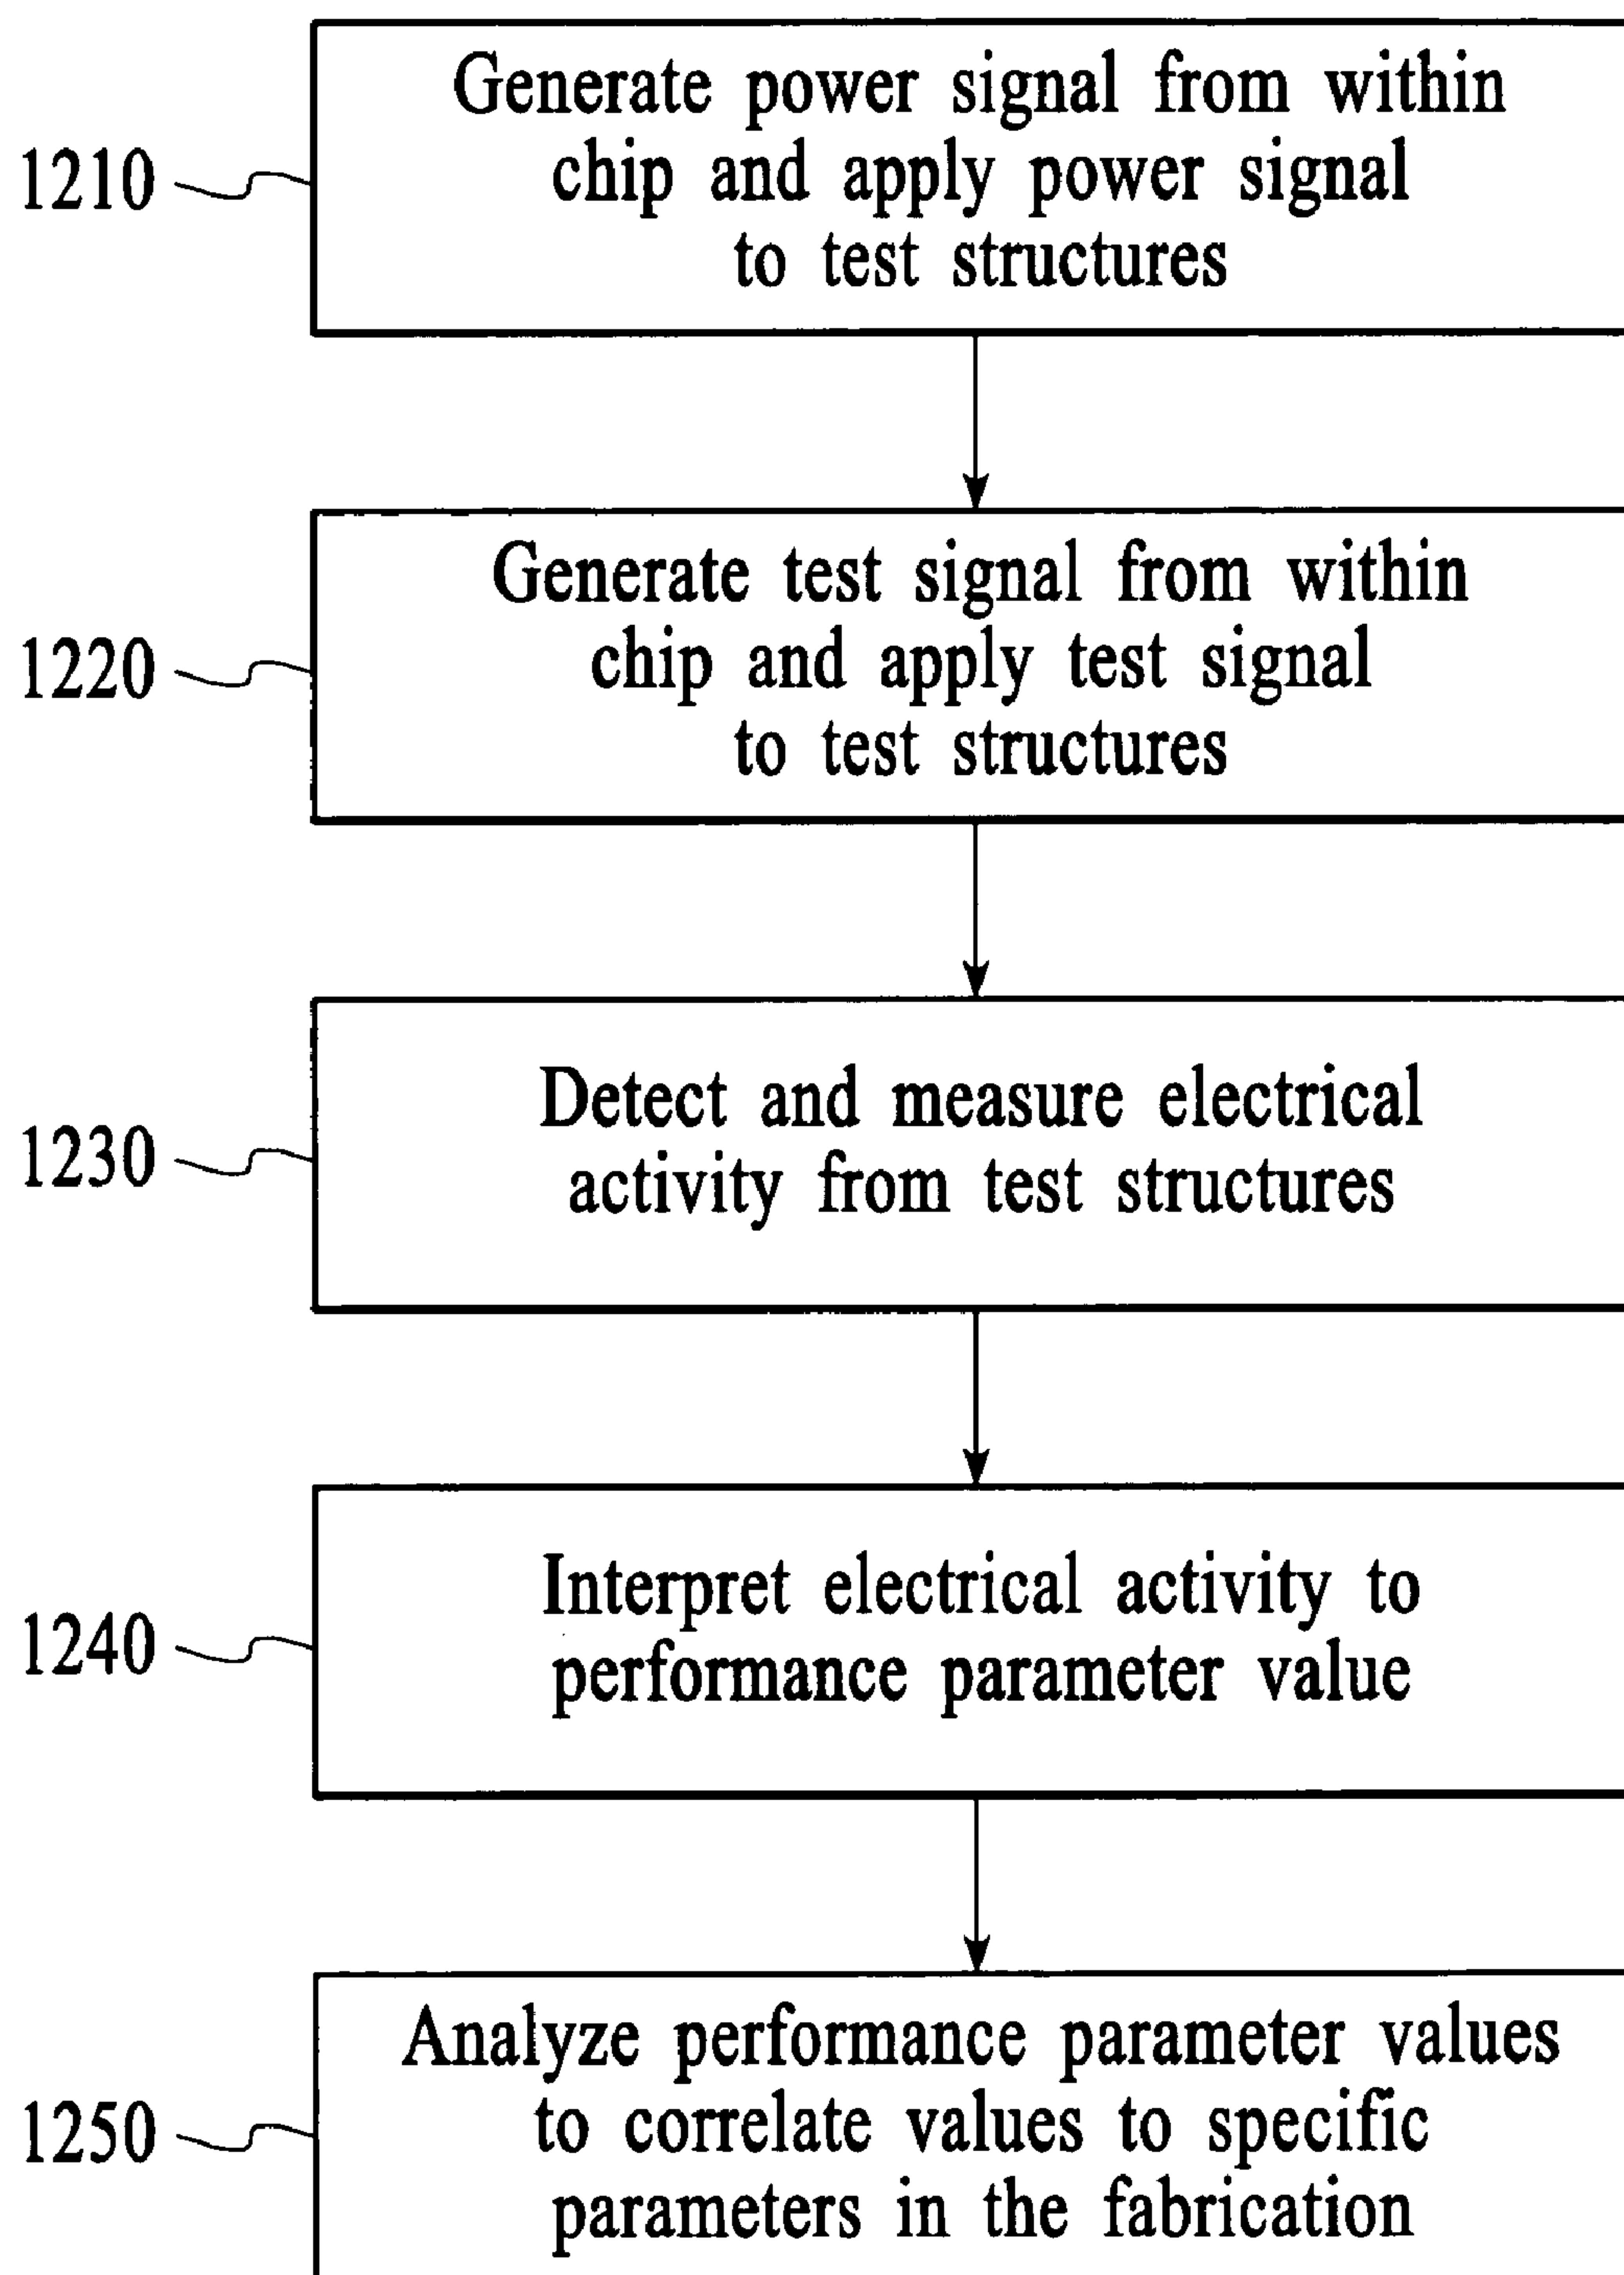 Generate power signal from within
chip and apply power signal
to test structures
1210
Generate test signal from within
chip and apply test signal
to test structures
1220
Detect and measure electrical
activity from test structures
1230
Interpret electrical activity to
performance parameter value
1240
Analyze performance parameter values
to correlate values to specific
parameters in the fabrication
1250